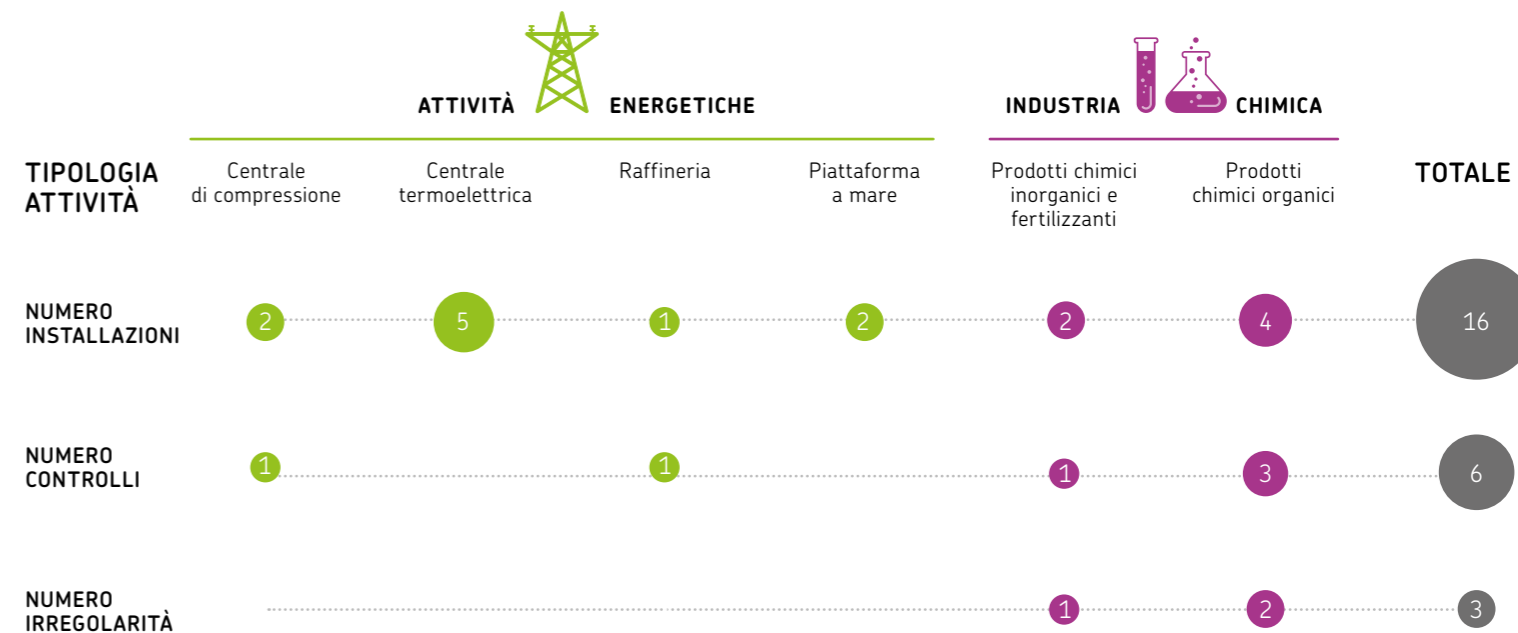 ATTIVITÀ ENERGETICHE
INDUSTRIA CHIMICA
TIPOLOGIA
ATTIVITÀ
Centrale
di compressione
Centrale
termoelettrica
Raffineria
Piattaforma
a mare
Prodotti chimici
inorganici e
fertilizzanti
Prodotti
chimici organici
TOTALE
NUMERO
INSTALLAZIONI
2 5 1 2 2 4 16
NUMERO
CONTROLLI
1 1 1 3 6
NUMERO
IRREGOLARITÀ
1 2 3